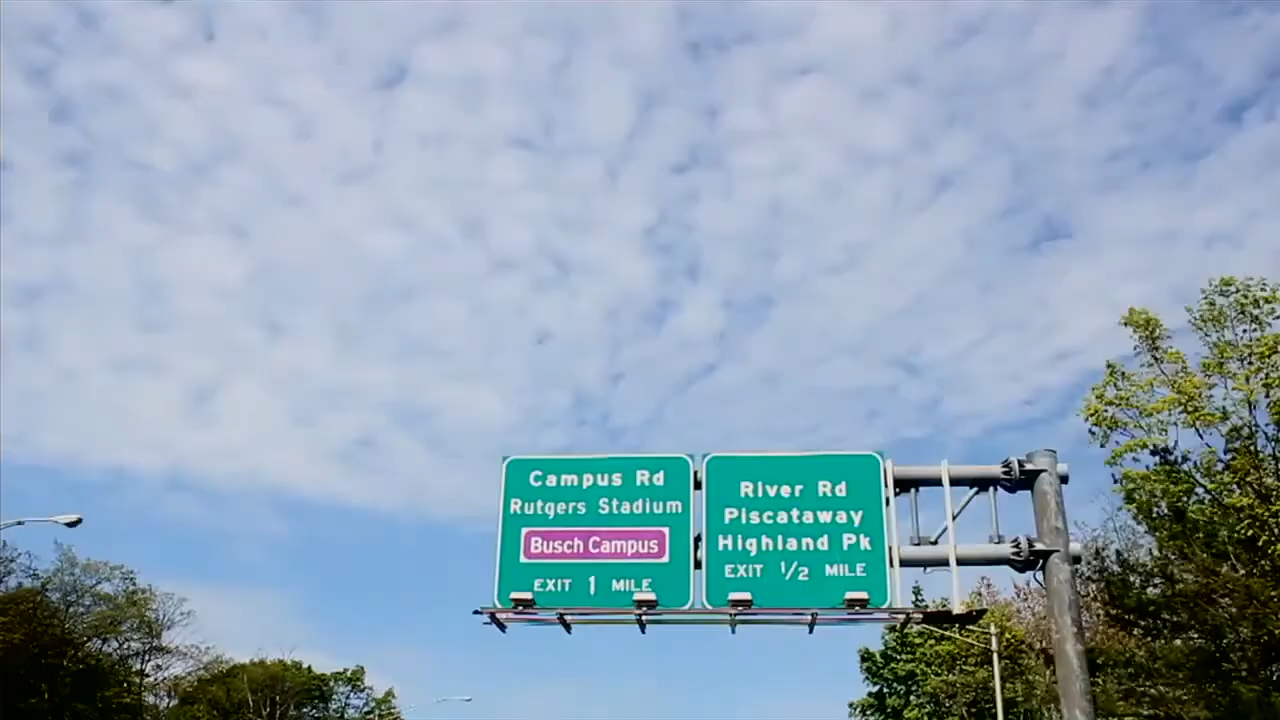 Campus Rd
Rutgers Stadium
Busch Campus
EXIT 1 MILE
River Rd
Piscataway
Highland Pk
EXIT 1/2 MILE